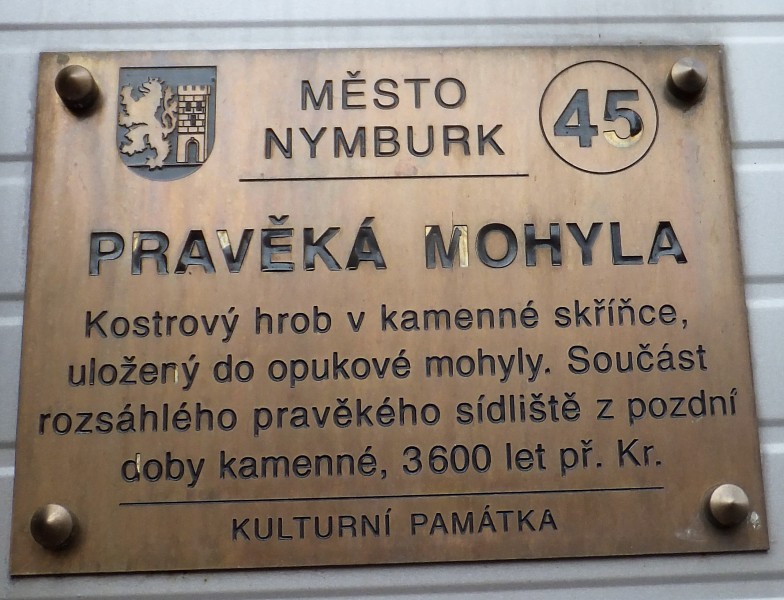 MĚSTO
NYMBURK
45
PRAVĚKÁ MOHYLA
Kostrový hrob v kamenné skříňce,
uložený do opukové mohyly. Součást
rozsáhlého pravěkého sídliště z pozdní
doby kamenné, 3600 let př. Kr.
KULTURNÍ PAMÁTKA